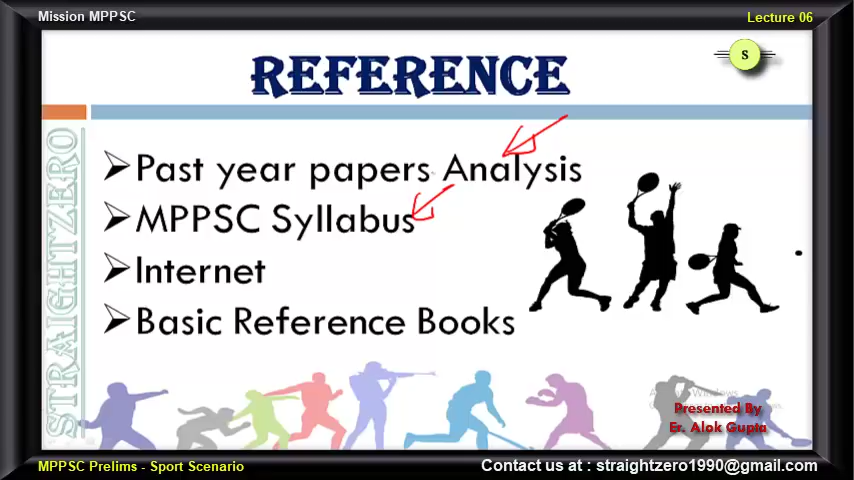 Mission MPPSC
Lecture 06
REFERENCE
S
STRAIGHTZERO
Past year papers Analysis
MPPSC Syllabus
Internet
Basic Reference Books
Presented By
Er. Alok Gupta
MPPSC Prelims - Sport Scenario
Contact us at : straightzero1990@gmail.com